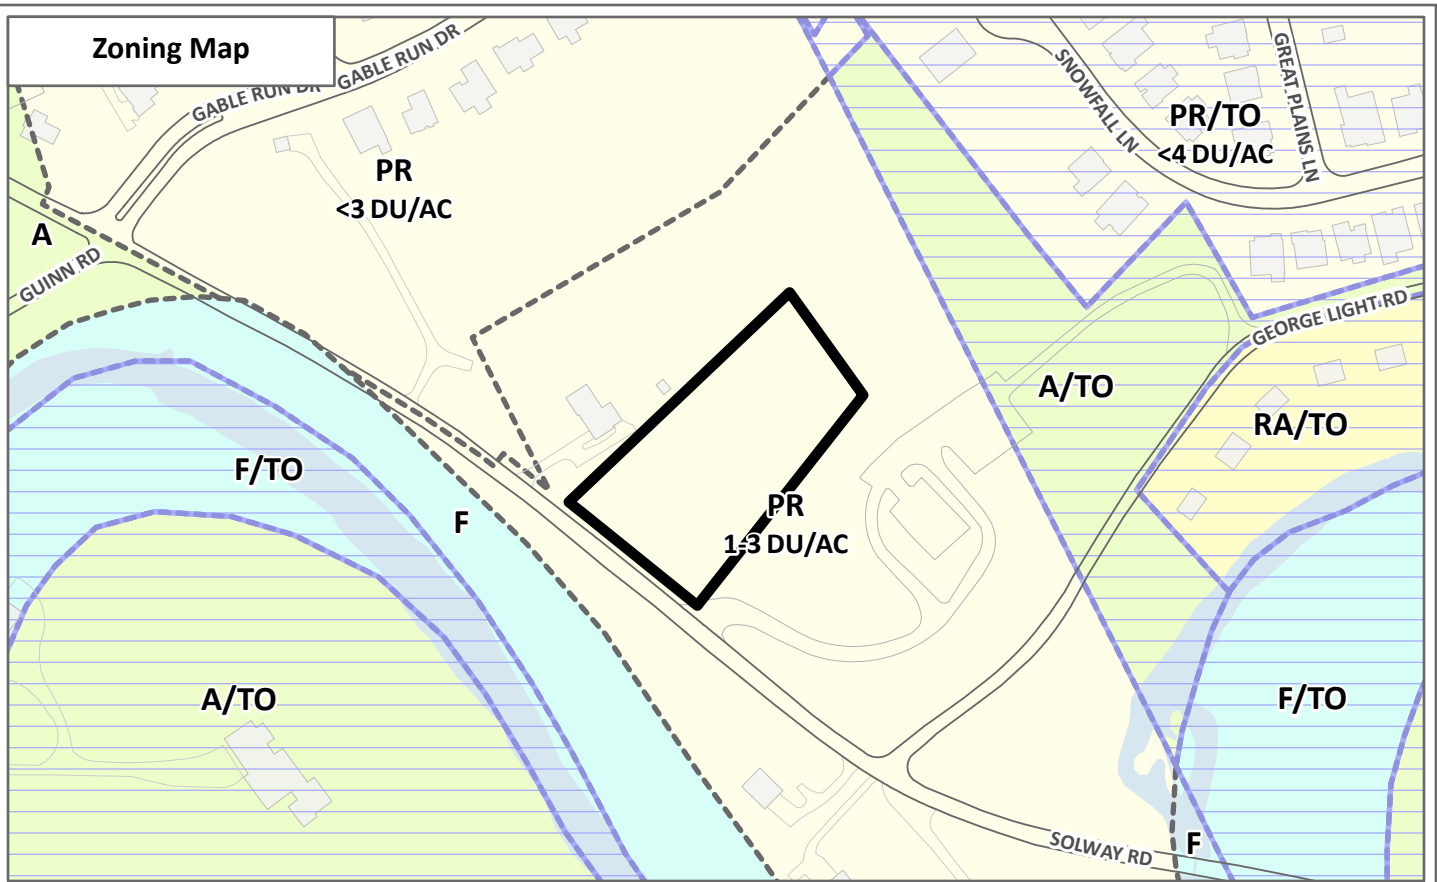 Zoning Map
GABLE RUN DR
GABLE RUN DR
SNOWFALL LN
GREAT PLAINS LN
PR/TO
<4 DU/AC
PR
<3 DU/AC
A
GUINN RD
GEORGE LIGHT RD
A/TO
RA/TO
F/TO
F
PR
1-3 DU/AC
A/TO
F/TO
SOLWAY RD
F